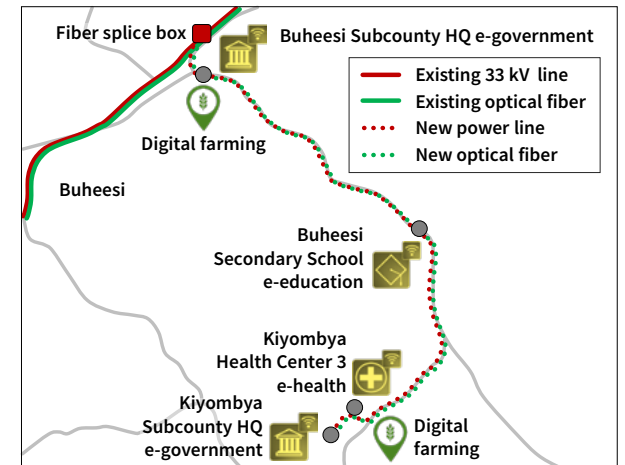 Fiber splice box
Buheesi Subcounty HQ e-government
Existing 33 kV line
Existing optical fiber
New power line
New optical fiber
Digital farming
Buheesi
Buheesi
Secondary School
e-education
Kiyombya
Health Center 3
e-health
Kiyombya
Subcounty HQ
e-government
Digital
farming